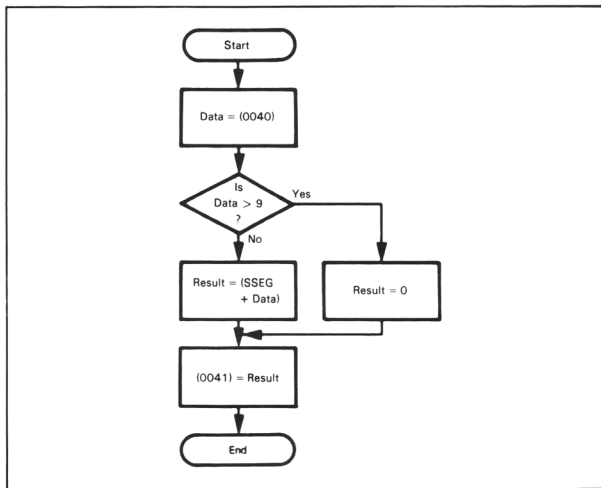 Start
Data = (0040)
Is
Data > 9
?
Yes
No
Result = (SSEG
+ Data)
Result = 0
(0041) = Result
End